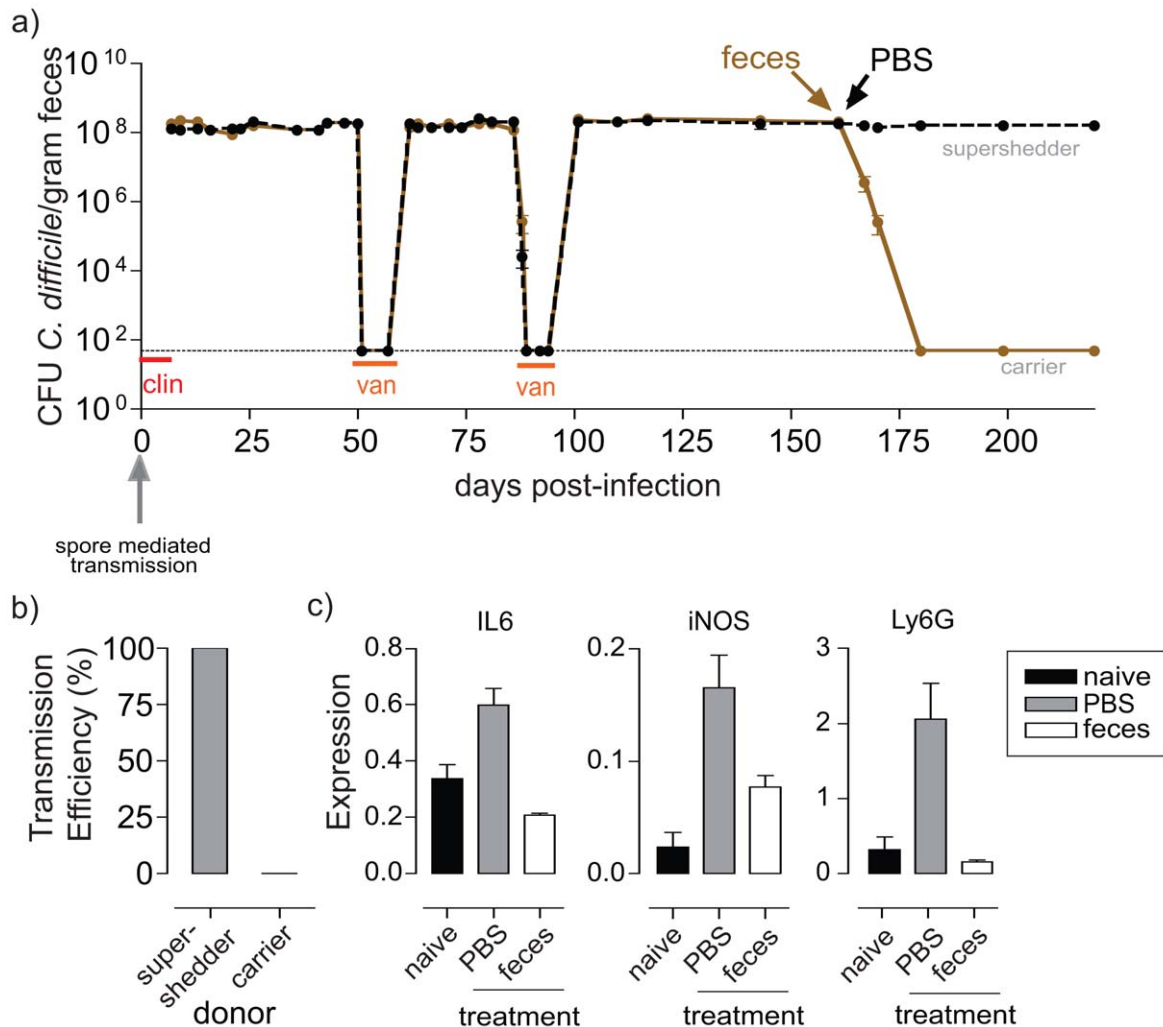 a)
CFU C. difficile/gram feces
10^10
10^8
10^6
10^4
10^2
10^0
feces
PBS
supershedder
carrier
clin
van
van
0 25 50 75 100 125 150 175 200
days post-infection
spore mediated
transmission
b)
Transmission
Efficiency (%)
100
75
50
25
0
super-
shedder
carrier
donor
c)
Expression
IL6
0.8
0.6
0.4
0.2
0.0
naive
PBS
feces
treatment
iNOS
0.2
0.1
0.0
naive
PBS
feces
treatment
Ly6G
3
2
1
0
naive
PBS
feces
treatment
naive
PBS
feces